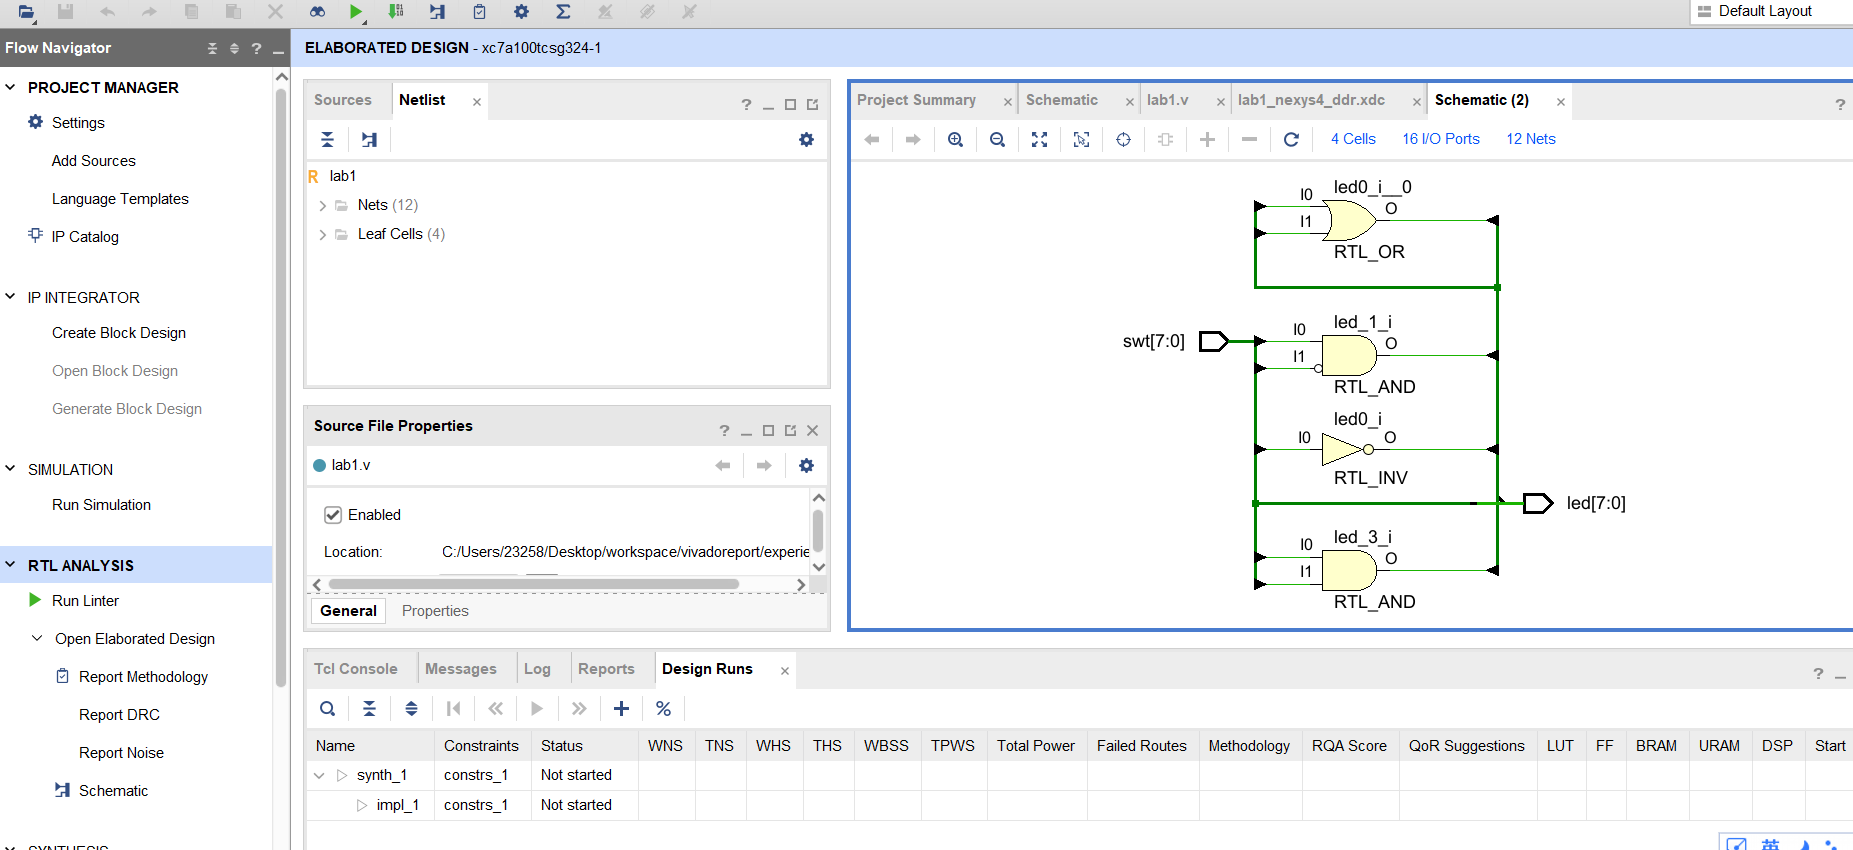 Default Layout
Flow Navigator
?
ELABORATED DESIGN - xc7a100tcsg324-1
PROJECT MANAGER
Settings
Add Sources
Language Templates
IP Catalog
IP INTEGRATOR
Create Block Design
Open Block Design
Generate Block Design
SIMULATION
Run Simulation
RTL ANALYSIS
Run Linter
Open Elaborated Design
Report Methodology
Report DRC
Report Noise
Schematic
SYNTHESIS
Sources
Netlist
?
R lab1
Nets (12)
Leaf Cells (4)
Source File Properties
?
lab1.v
Enabled
Location: C:/Users/23258/Desktop/workspace/vivadoreport/experie
General
Properties
Project Summary
Schematic
lab1.v
lab1_nexys4_ddr.xdc
Schematic (2)
?
4 Cells
16 I/O Ports
12 Nets
led0_i__0
I0
I1
O
RTL_OR
swt[7:0]
led_1_i
I0
I1
O
RTL_AND
led0_i
I0
O
RTL_INV
led[7:0]
led_3_i
I0
I1
O
RTL_AND
Tcl Console
Messages
Log
Reports
Design Runs
?
%
Name Constraints Status WNS TNS WHS THS WBSS TPWS Total Power Failed Routes Methodology RQA Score QoR Suggestions LUT FF BRAM URAM DSP Start
synth_1 constrs_1 Not started
impl_1 constrs_1 Not started
英